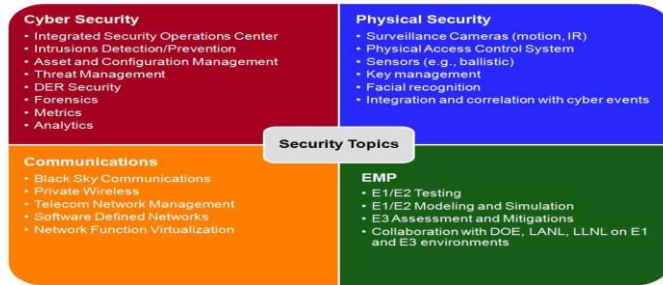 Cyber Security
• Integrated Security Operations Center
• Intrusions Detection/Prevention
• Asset and Configuration Management
• Threat Management
• DER Security
• Forensics
• Metrics
• Analytics
Physical Security
• Surveillance Cameras (motion, IR)
• Physical Access Control System
• Sensors (e.g., ballistic)
• Key management
• Facial recognition
• Integration and correlation with cyber events
Security Topics
Communications
• Black Sky Communications
• Private Wireless
• Telecom Network Management
• Software Defined Networks
• Network Function Virtualization
EMP
• E1/E2 Testing
• E1/E2 Modeling and Simulation
• E3 Assessment and Mitigations
• Collaboration with DOE, LANL, LLNL on E1
and E3 environments